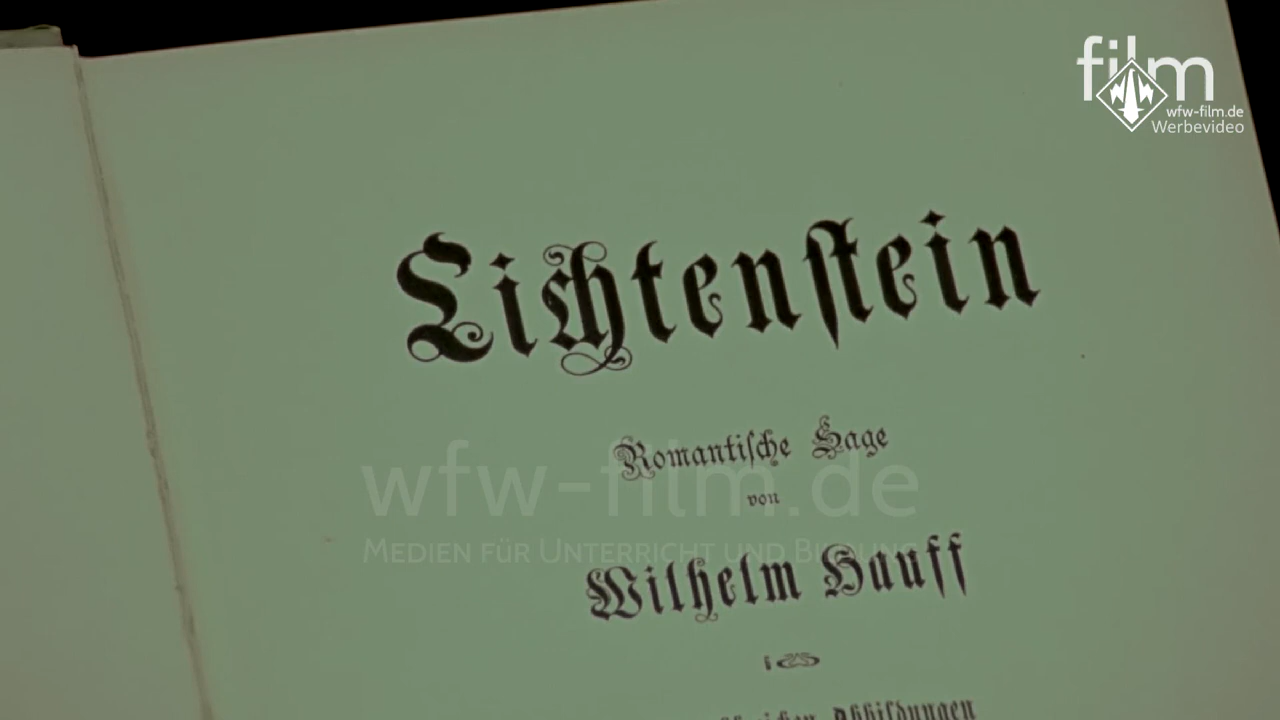 film
wfw-film.de
Werbevideo
Lichtenstein
Romantische Sage
wfw-film.de
von
Medien für Unterricht und Bildung
Wilhelm Hauff
Abbildungen